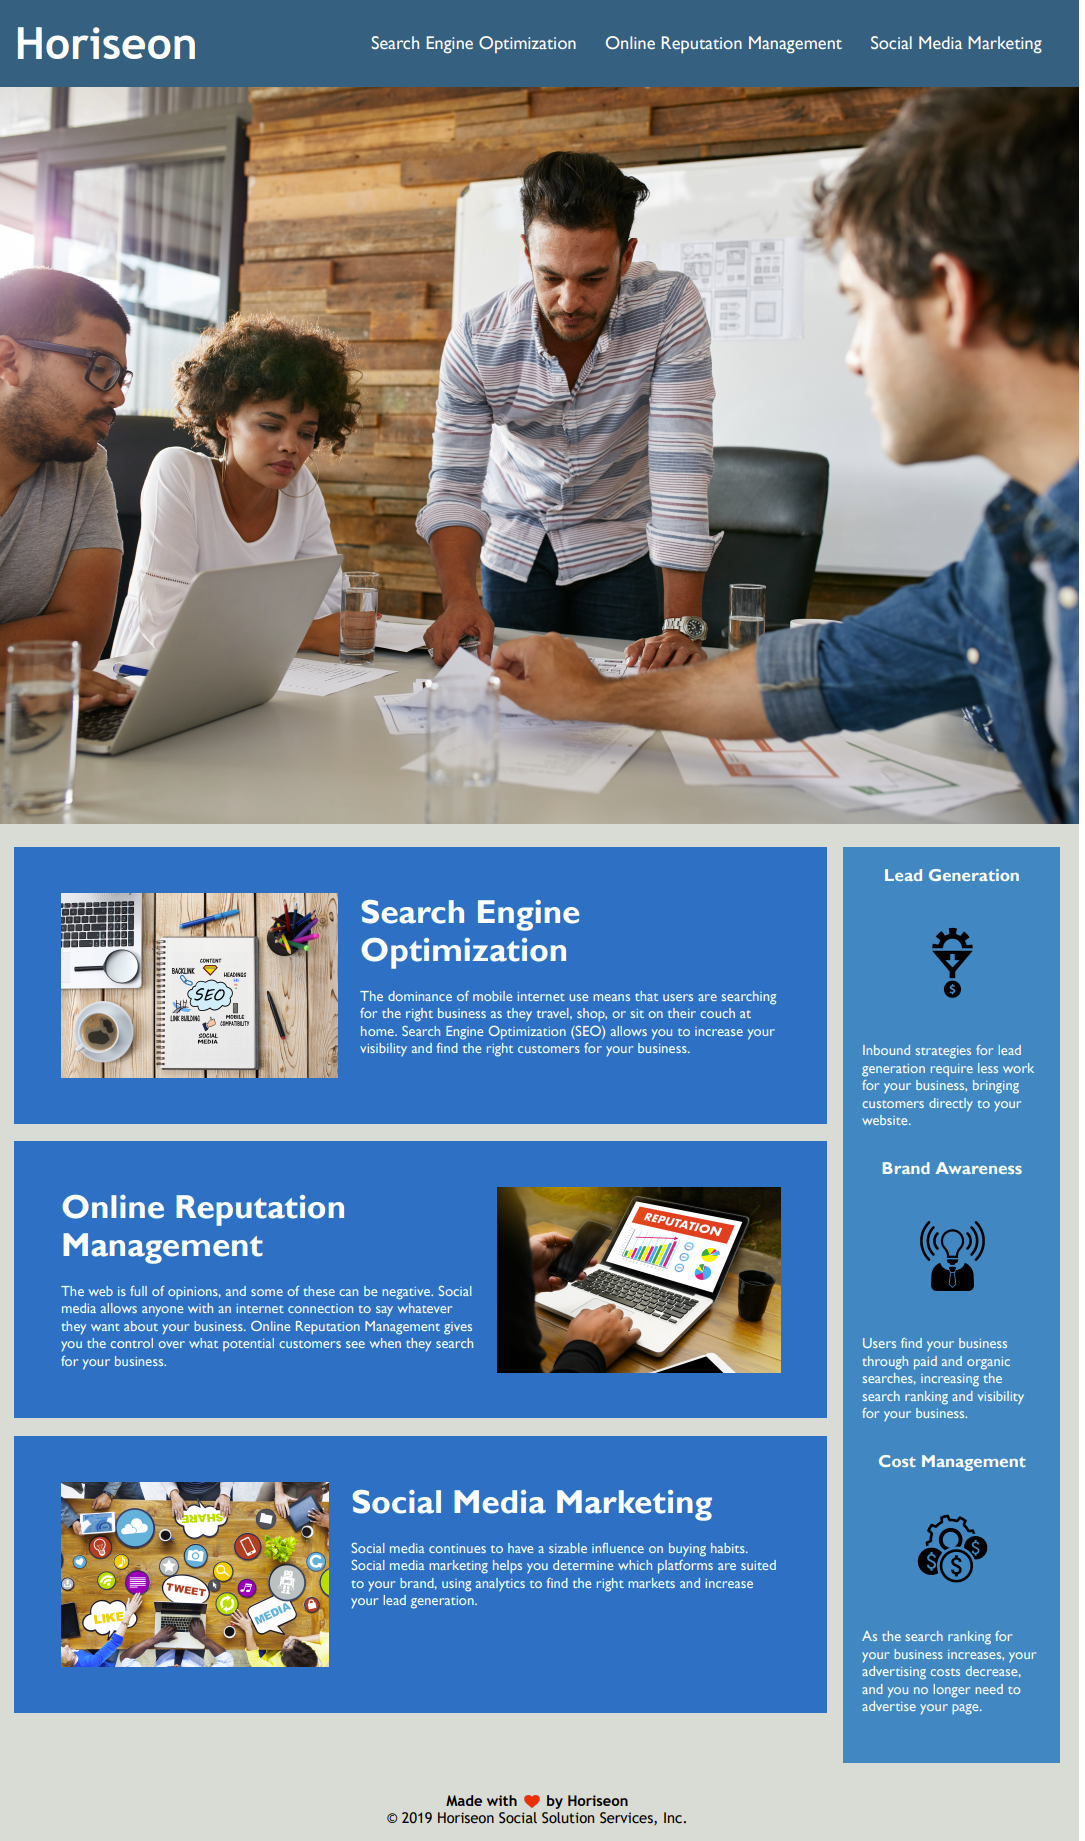 Horiseon
Search Engine Optimization
Online Reputation Management
Social Media Marketing
CONTENT
BACKLINK
HEADINGS
SEO
LINK BUILDING
MOBILE
COMPATIBILITY
SOCIAL
MEDIA
Search Engine
Optimization
The dominance of mobile internet use means that users are searching
for the right business as they travel, shop, or sit on their couch at
home. Search Engine Optimization (SEO) allows you to increase your
visibility and find the right customers for your business.
Online Reputation
Management
The web is full of opinions, and some of these can be negative. Social
media allows anyone with an internet connection to say whatever
they want about your business. Online Reputation Management gives
you the control over what potential customers see when they search
for your business.
REPUTATION
SHARE
TWEET
LIKE
MEDIA
Social Media Marketing
Social media continues to have a sizable influence on buying habits.
Social media marketing helps you determine which platforms are suited
to your brand, using analytics to find the right markets and increase
your lead generation.
Lead Generation
$
Inbound strategies for lead
generation require less work
for your business, bringing
customers directly to your
website.
Brand Awareness
Users find your business
through paid and organic
searches, increasing the
search ranking and visibility
for your business.
Cost Management
$ $ $
As the search ranking for
your business increases, your
advertising costs decrease,
and you no longer need to
advertise your page.
Made with ❤️ by Horiseon
© 2019 Horiseon Social Solution Services, Inc.